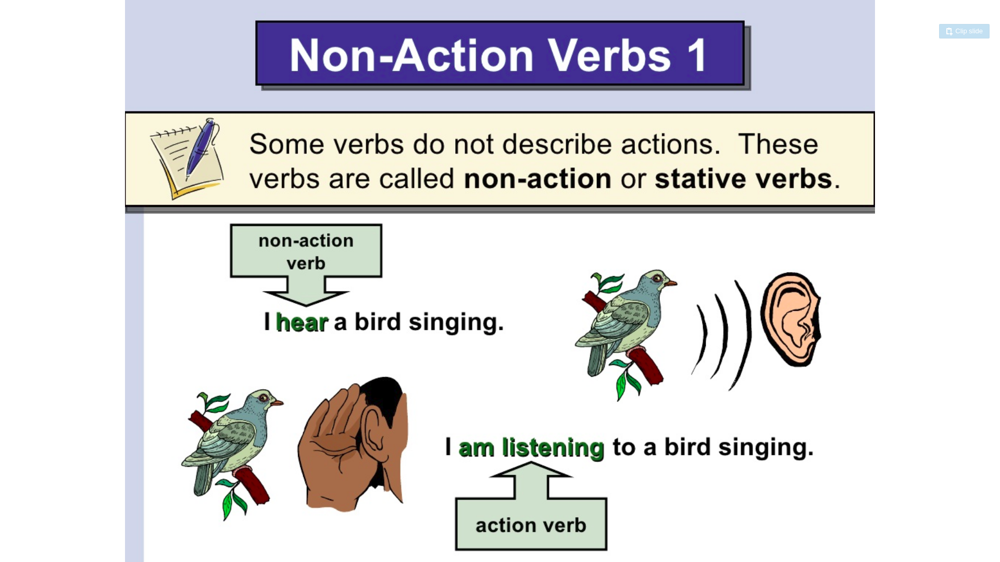 Non-Action Verbs 1
Clip slide
Some verbs do not describe actions. These
verbs are called non-action or stative verbs.
non-action
verb
I hear a bird singing.
I am listening to a bird singing.
action verb